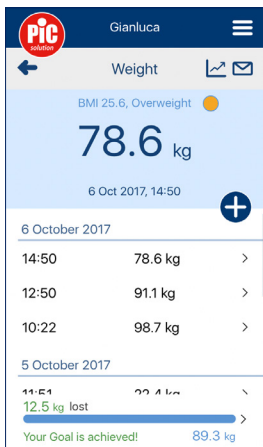 PiC
solution
Gianluca
Weight
BMI 25.6, Overweight
78.6 kg
6 Oct 2017, 14:50
6 October 2017
14:50 78.6 kg
12:50 91.1 kg
10:22 98.7 kg
5 October 2017
12.5 kg lost
Your Goal is achieved! 89.3 kg